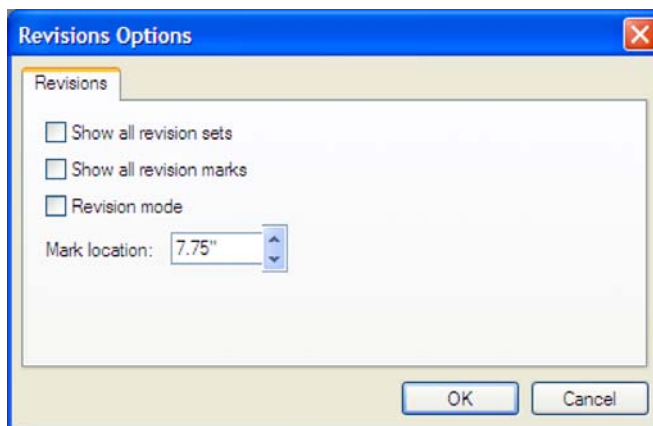 Revisions Options
Revisions
Show all revision sets
Show all revision marks
Revision mode
Mark location: 7.75"
OK Cancel